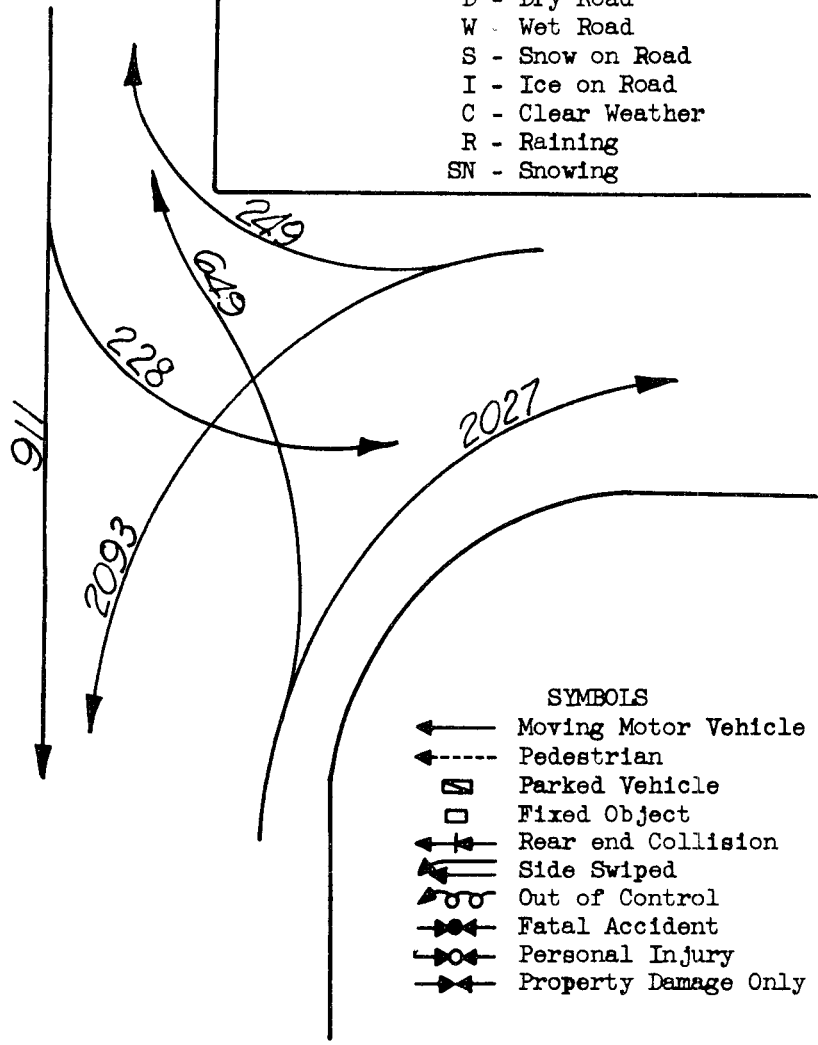 D - Dry Road
W - Wet Road
S - Snow on Road
I - Ice on Road
C - Clear Weather
R - Raining
SN - Snowing
249
649
228
2027
911
2093
SYMBOLS
Moving Motor Vehicle
Pedestrian
Parked Vehicle
Fixed Object
Rear end Collision
Side Swiped
Out of Control
Fatal Accident
Personal Injury
Property Damage Only